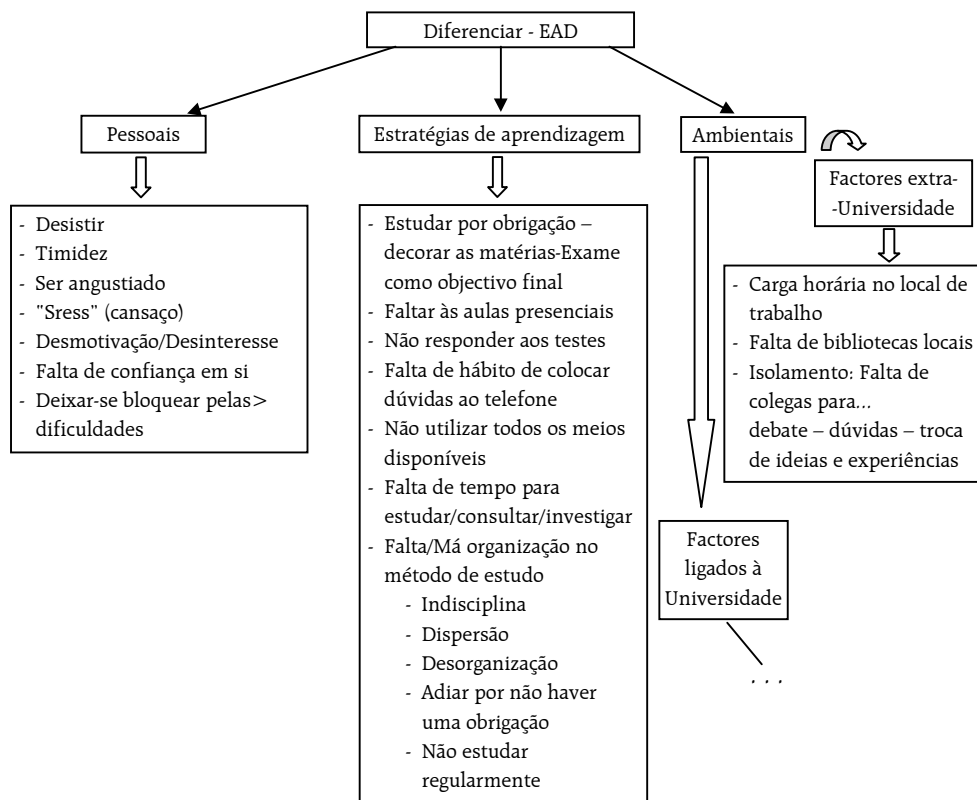 Diferenciar - EAD
Pessoais
- Desistir
- Timidez
- Ser angustiado
- "Sress" (cansaço)
- Desmotivação/Desinteresse
- Falta de confiança em si
- Deixar-se bloquear pelas>
dificuldades
Estratégias de aprendizagem
- Estudar por obrigação –
decorar as matérias-Exame
como objectivo final
- Faltar às aulas presenciais
- Não responder aos testes
- Falta de hábito de colocar
dúvidas ao telefone
- Não utilizar todos os meios
disponíveis
- Falta de tempo para
estudar/consultar/investigar
- Falta/Má organização no
método de estudo
- Indisciplina
- Dispersão
- Desorganização
- Adiar por não haver
uma obrigação
- Não estudar
regularmente
Ambientais
Factores extra-
-Universidade
- Carga horária no local de
trabalho
- Falta de bibliotecas locais
- Isolamento: Falta de
colegas para...
debate – dúvidas – troca
de ideias e experiências
Factores
ligados à
Universidade
. . .